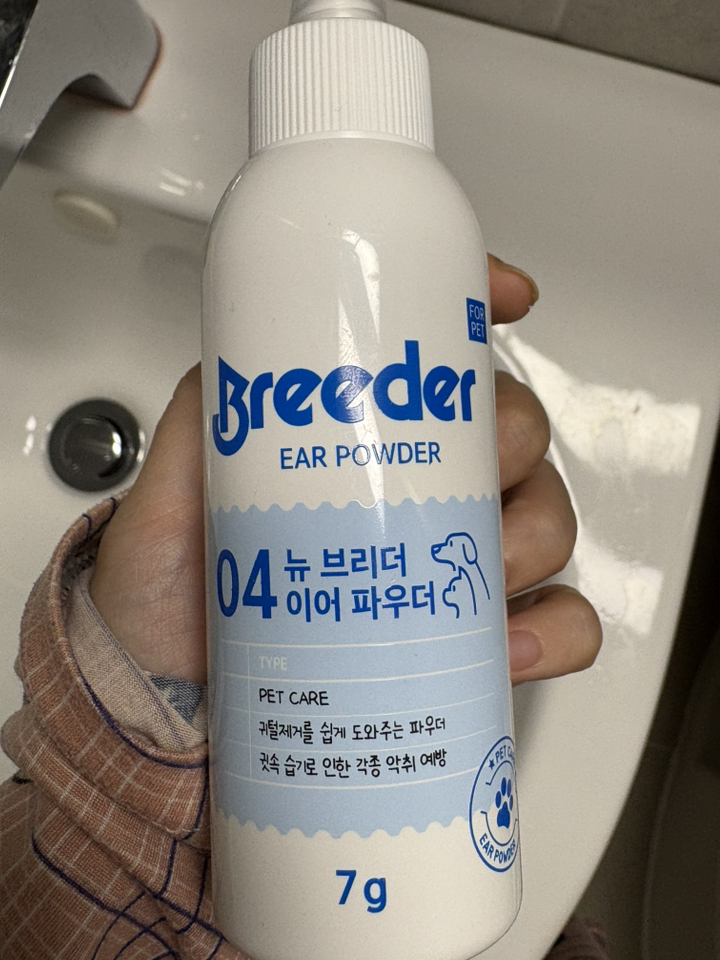 FOR
PET
Breeder
EAR POWDER
04 뉴 브리더
이어 파우더
TYPE
PET CARE
귀털제거를 쉽게 도와주는 파우더
귓속 습기로 인한 각종 악취 예방
★ PET
EAR POWDER
7g